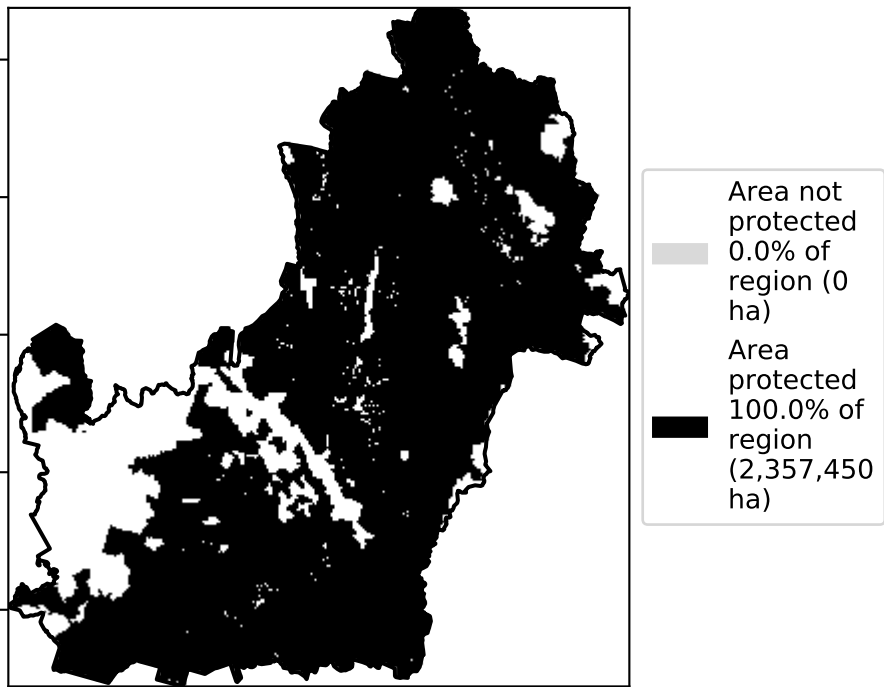 Area not
protected
0.0% of
region (0
ha)
Area
protected
100.0% of
region
(2,357,450
ha)